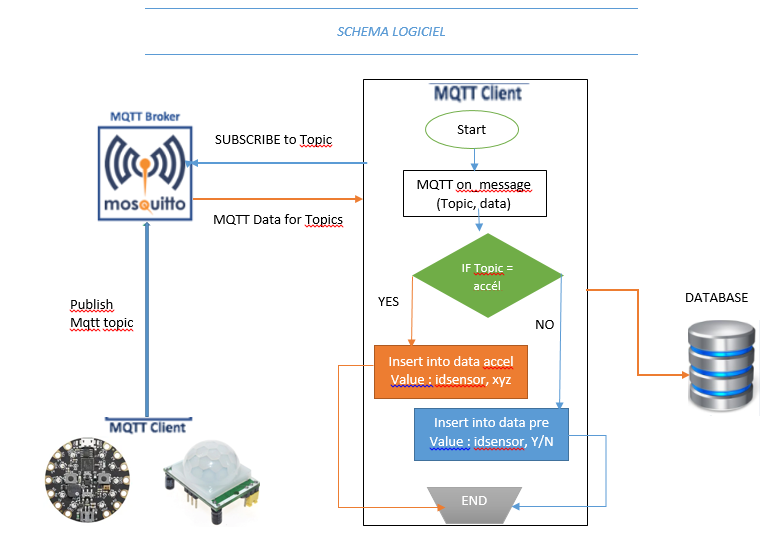 SCHEMA LOGICIEL
MQTT Client
MQTT Broker
Start
SUBSCRIBE to Topic
MQTT on_message
(Topic, data)
mosquitto
MQTT Data for Topics
IF Topic =
accél
DATABASE
YES
Publish
Mqtt topic
NO
Insert into data accel
Value : idsensor, xyz
Insert into data pre
Value : idsensor, Y/N
MQTT Client
END